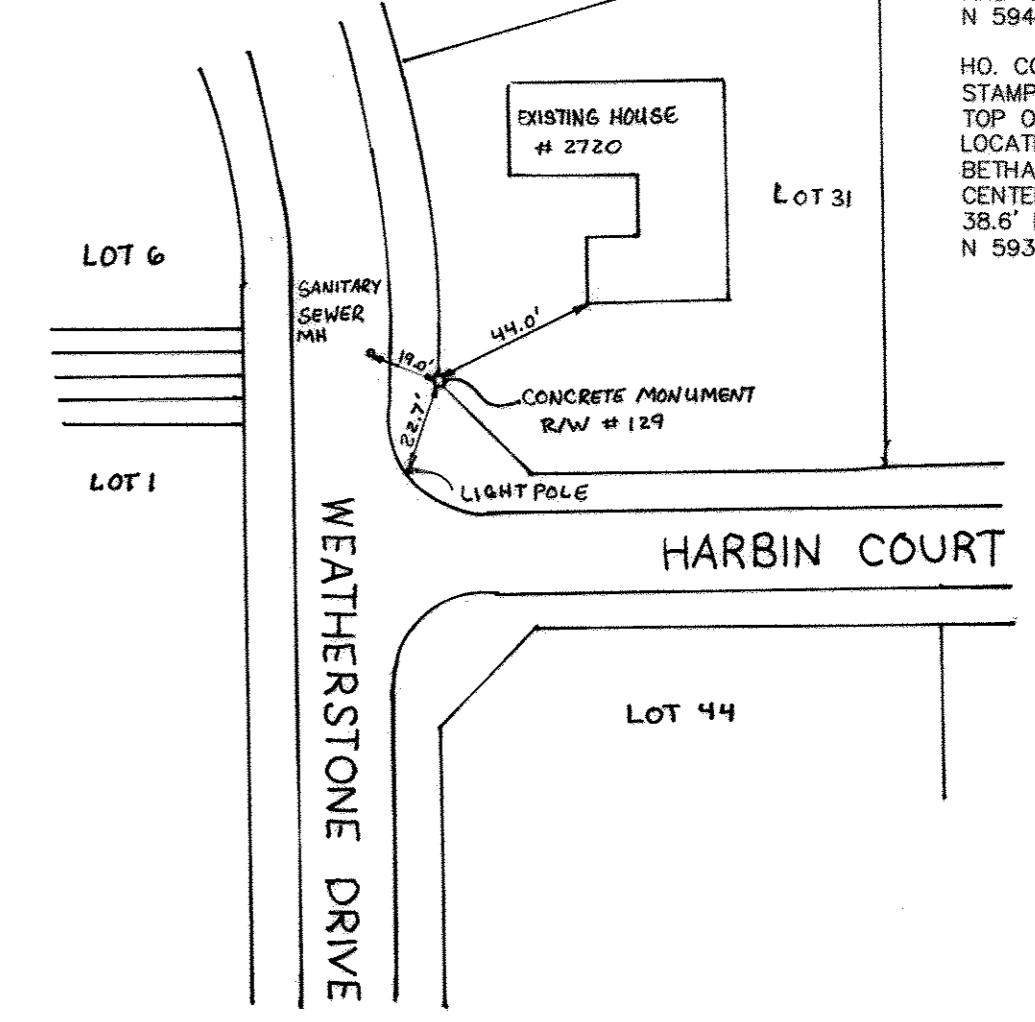 N 594
HO. CO
STAMP
TOP O
LOCATI
BETHA
CENTE
38.6'
N 593
EXISTING HOUSE
# 2720
LOT 31
LOT 6
SANITARY
SEWER
MH
44.0'
19.0'
22.7'
CONCRETE MONUMENT
R/W # 129
LOT 1
LIGHT POLE
HARBIN COURT
WEATHERSTONE DRIVE
LOT 44